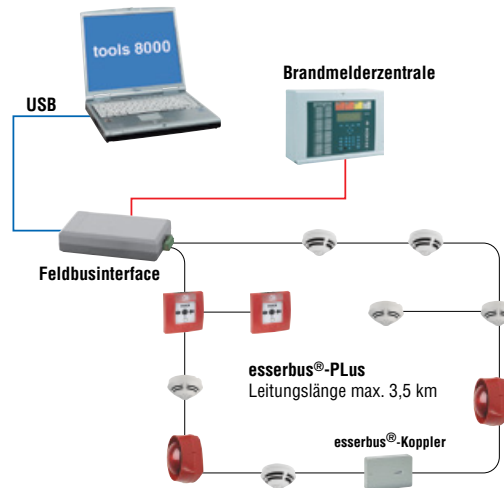 tools 8000
Brandmelderzentrale
USB
Feldbusinterface
esserbus®-PLus
Leitungslänge max. 3,5 km
esserbus®-Koppler